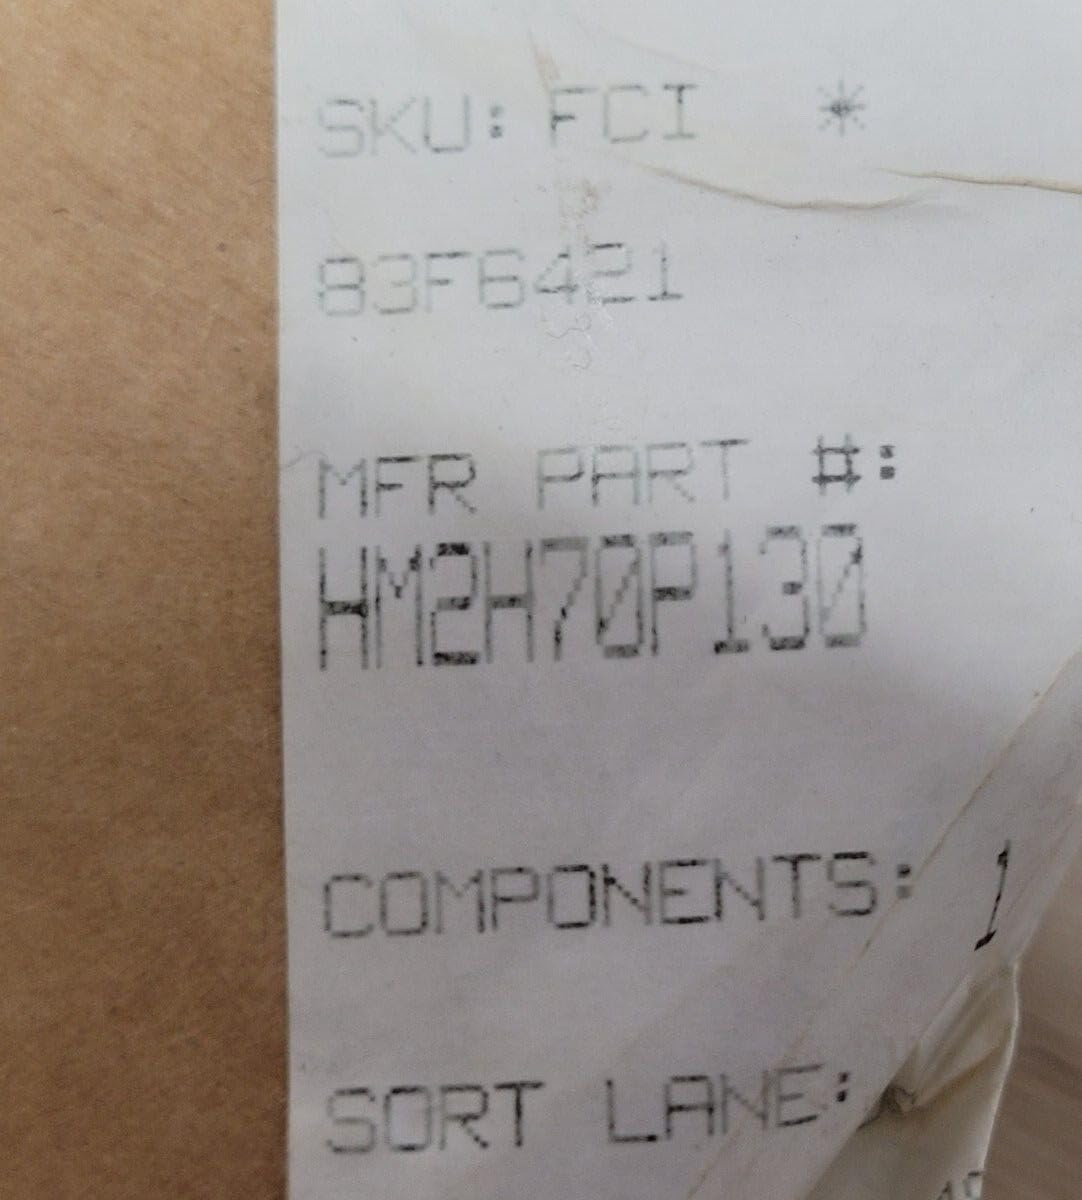 SKU: FCI *
83F6421
MFR PART #:
HM2H70P130
COMPONENTS: 1
SORT LANE: